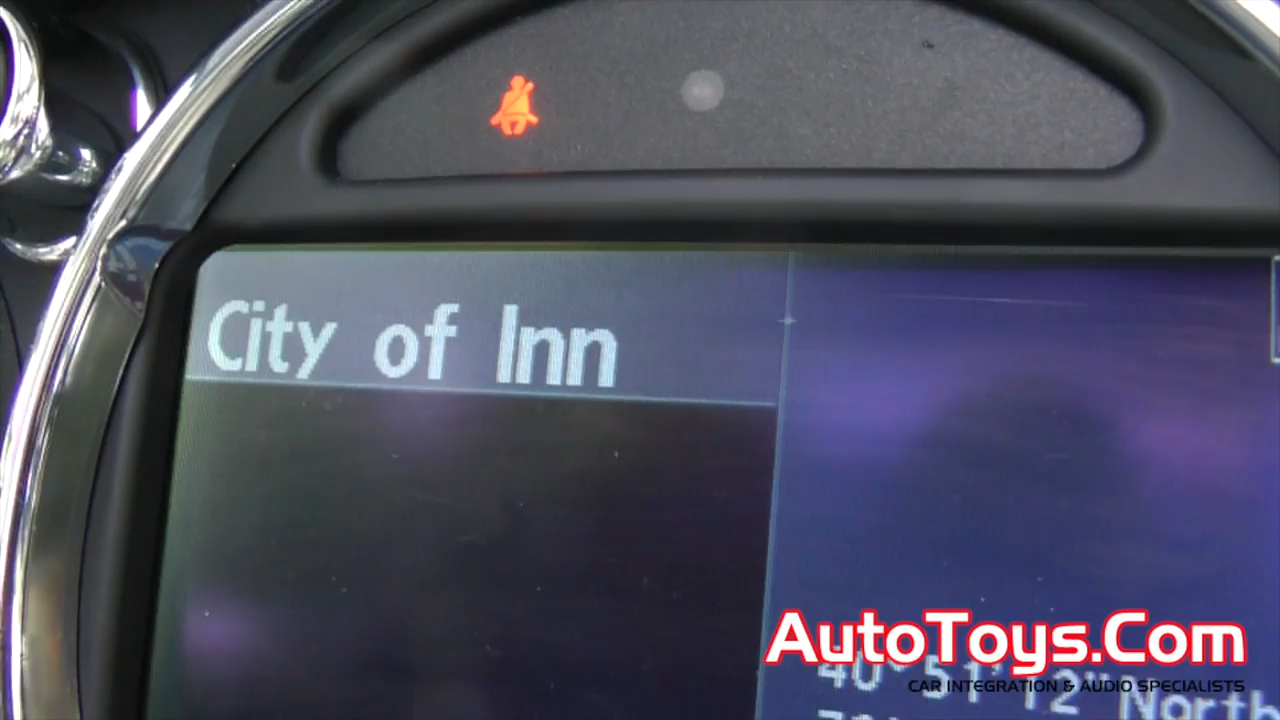 City of Inn
AutoToys.Com
40° 51' 12" North
CAR INTEGRATION & AUDIO SPECIALISTS